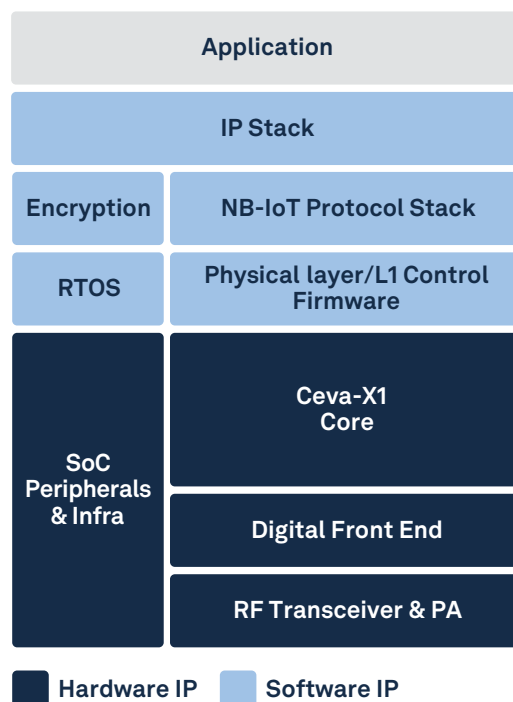 Application
IP Stack
Encryption
NB-IoT Protocol Stack
RTOS
Physical layer/L1 Control
Firmware
Ceva-X1
Core
SoC
Peripherals
& Infra
Digital Front End
RF Transceiver & PA
Hardware IP
Software IP